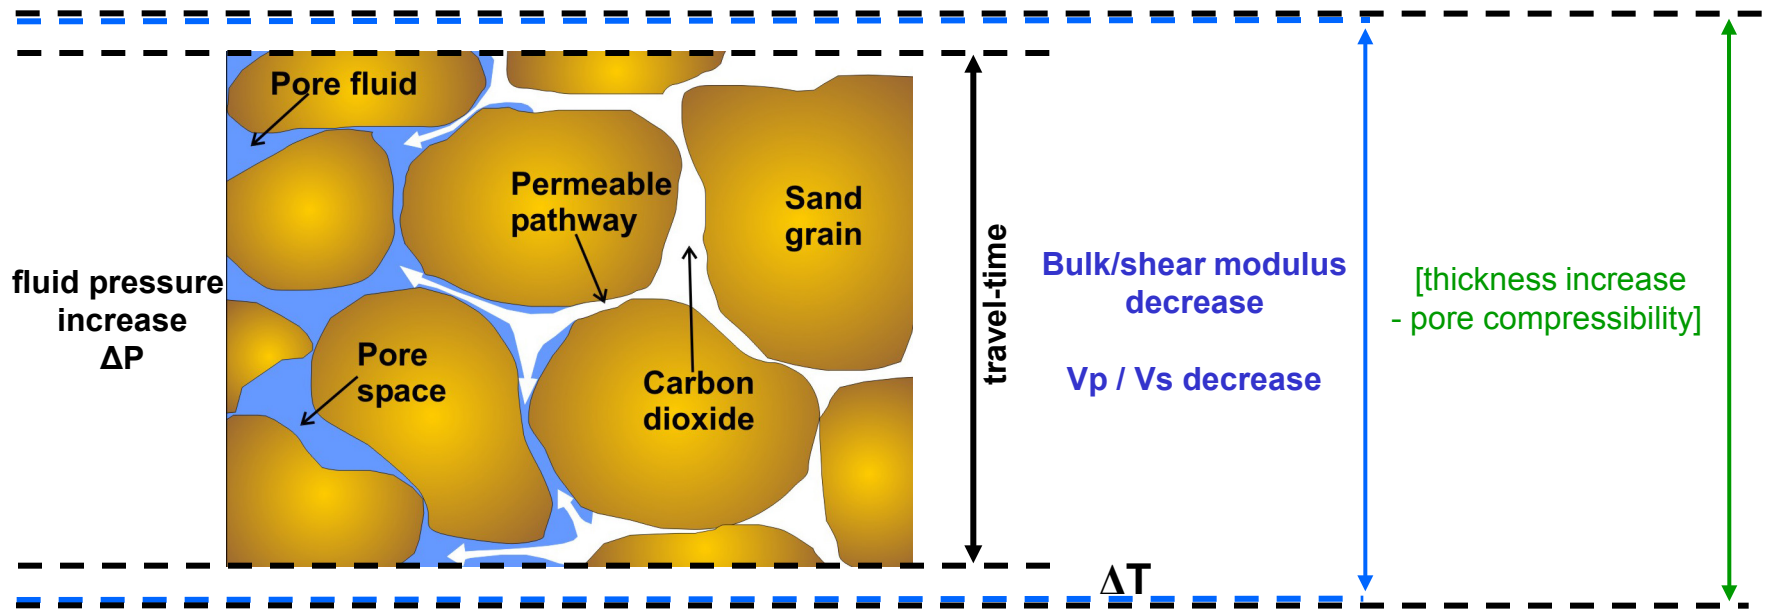 Pore fluid
Permeable
pathway
Sand
grain
fluid pressure
increase
ΔP
Pore
space
Carbon
dioxide
travel-time
Bulk/shear modulus
decrease
Vp / Vs decrease
[thickness increase
- pore compressibility]
ΔT